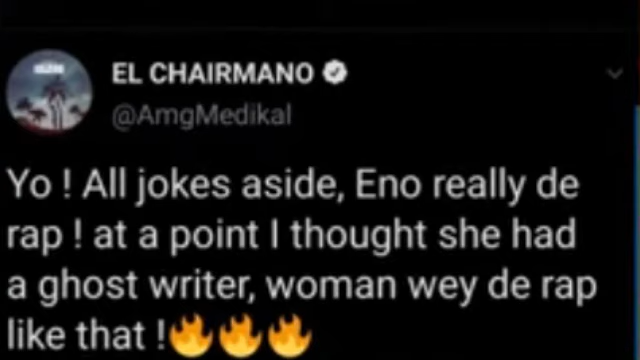 EL CHAIRMANO
@AmgMedikal
Yo ! All jokes aside, Eno really de
rap ! at a point I thought she had
a ghost writer, woman wey de rap
like that !🔥🔥🔥